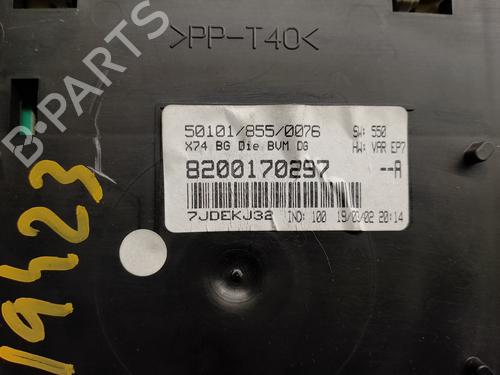 >PP-T40<
50101/855/0076 SW: 550
X74 BG Die BVM DG HW: VAR EP7
8200170297 --A
7JDEKJ32 IND: 100 19/03/02 20:14
19423
B-PARTS